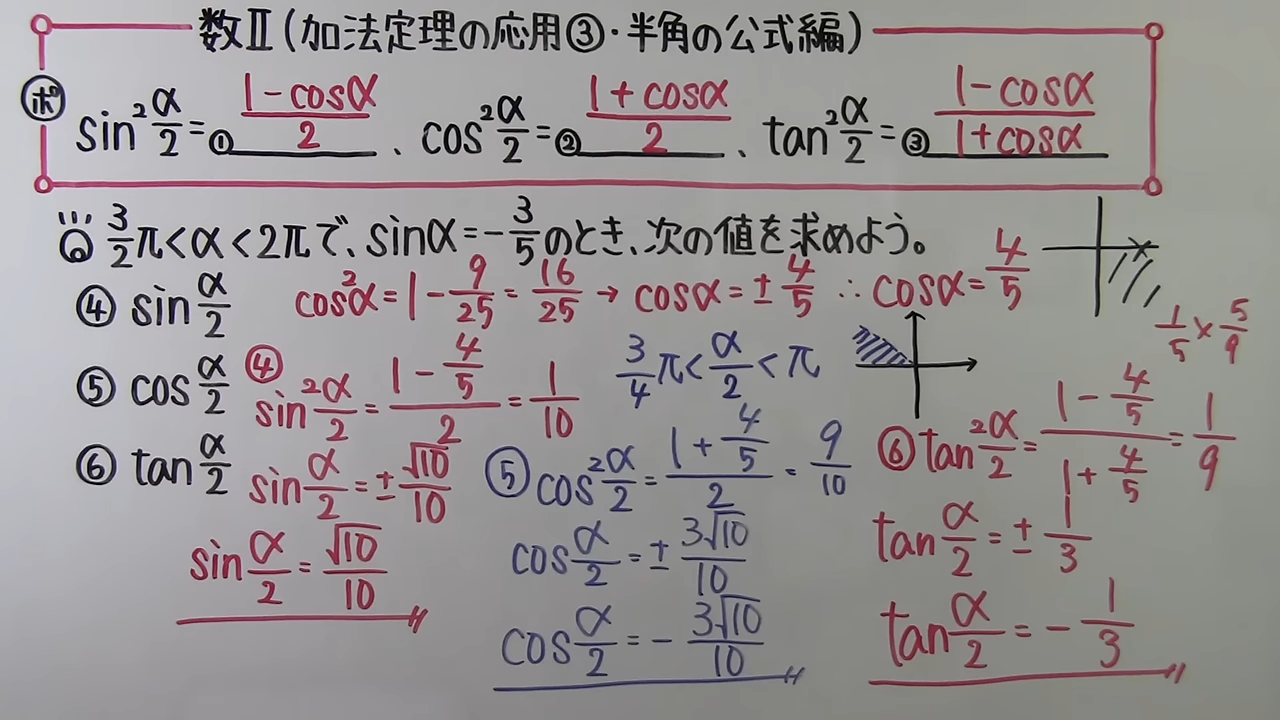 数Ⅱ(加法定理の応用③・半角の公式編)
ポ sin²α/2=①(1-cosα)/2、cos²α/2=②(1+cosα)/2、tan²α/2=③(1-cosα)/(1+cosα)
3/2π<α<2πで、sinα=-3/5のとき、次の値を求めよう。
④ sin α/2
⑤ cos α/2
⑥ tan α/2
cos²α=1-9/25=16/25→cosα=±4/5 ∴cosα=4/5
1/5×5/9
3/4π<α/2<π
④ sin²α/2=(1-4/5)/2=1/10
sin α/2=±√10/10
sin α/2=√10/10
⑤ cos²α/2=(1+4/5)/2=9/10
cos α/2=±3√10/10
cos α/2=-3√10/10
⑥ tan²α/2=(1-4/5)/(1+4/5)=1/9
tan α/2=±1/3
tan α/2=-1/3